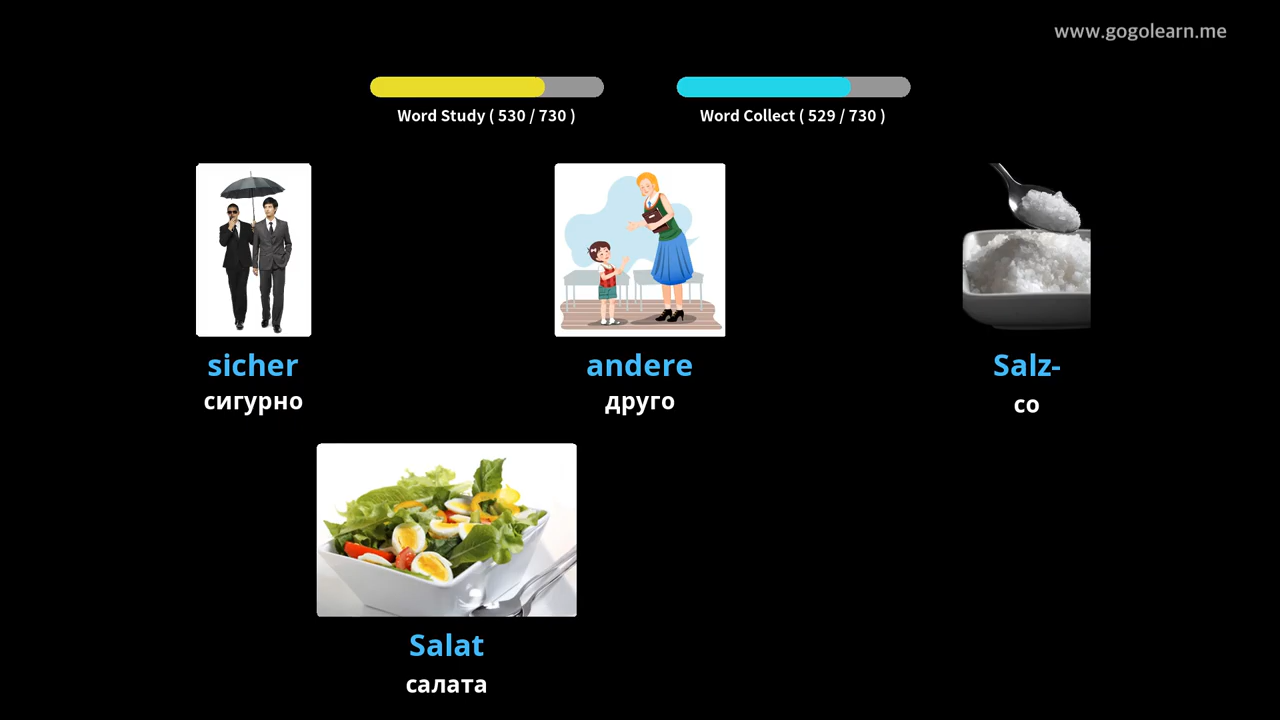 www.gogolearn.me
Word Study ( 530 / 730 )
Word Collect ( 529 / 730 )
sicher
сигурно
andere
друго
Salz-
со
Salat
салата